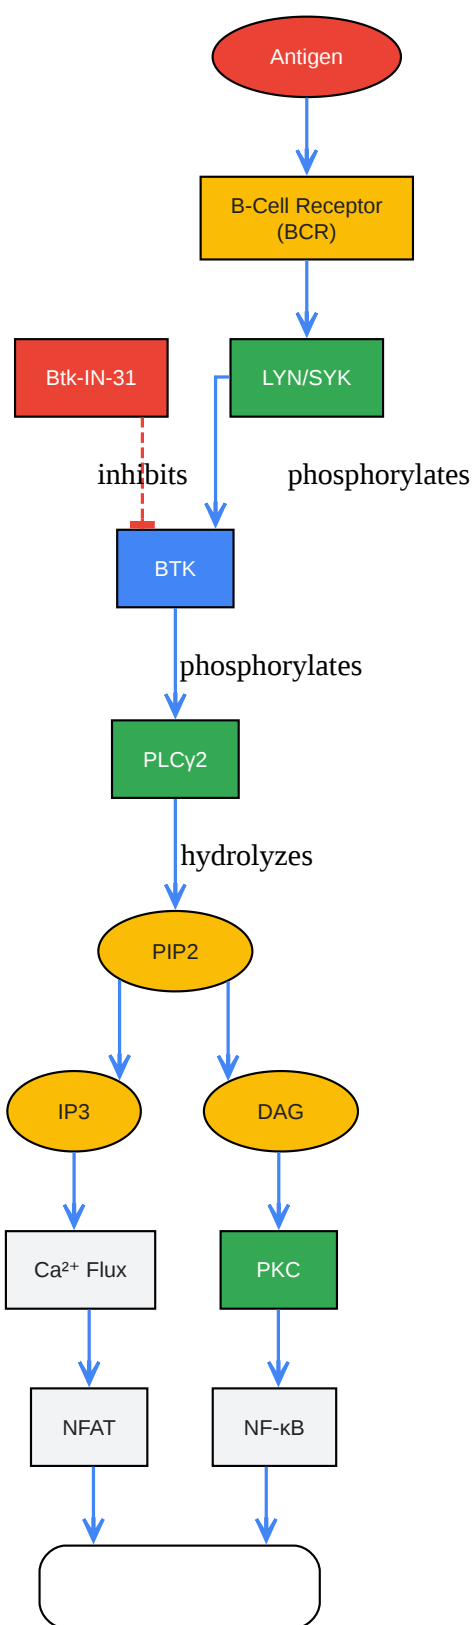 Antigen
B-Cell Receptor
(BCR)
Btk-IN-31
LYN/SYK
inhibits
phosphorylates
BTK
phosphorylates
PLCγ2
hydrolyzes
PIP2
IP3
DAG
Ca²⁺ Flux
PKC
NFAT
NF-κB